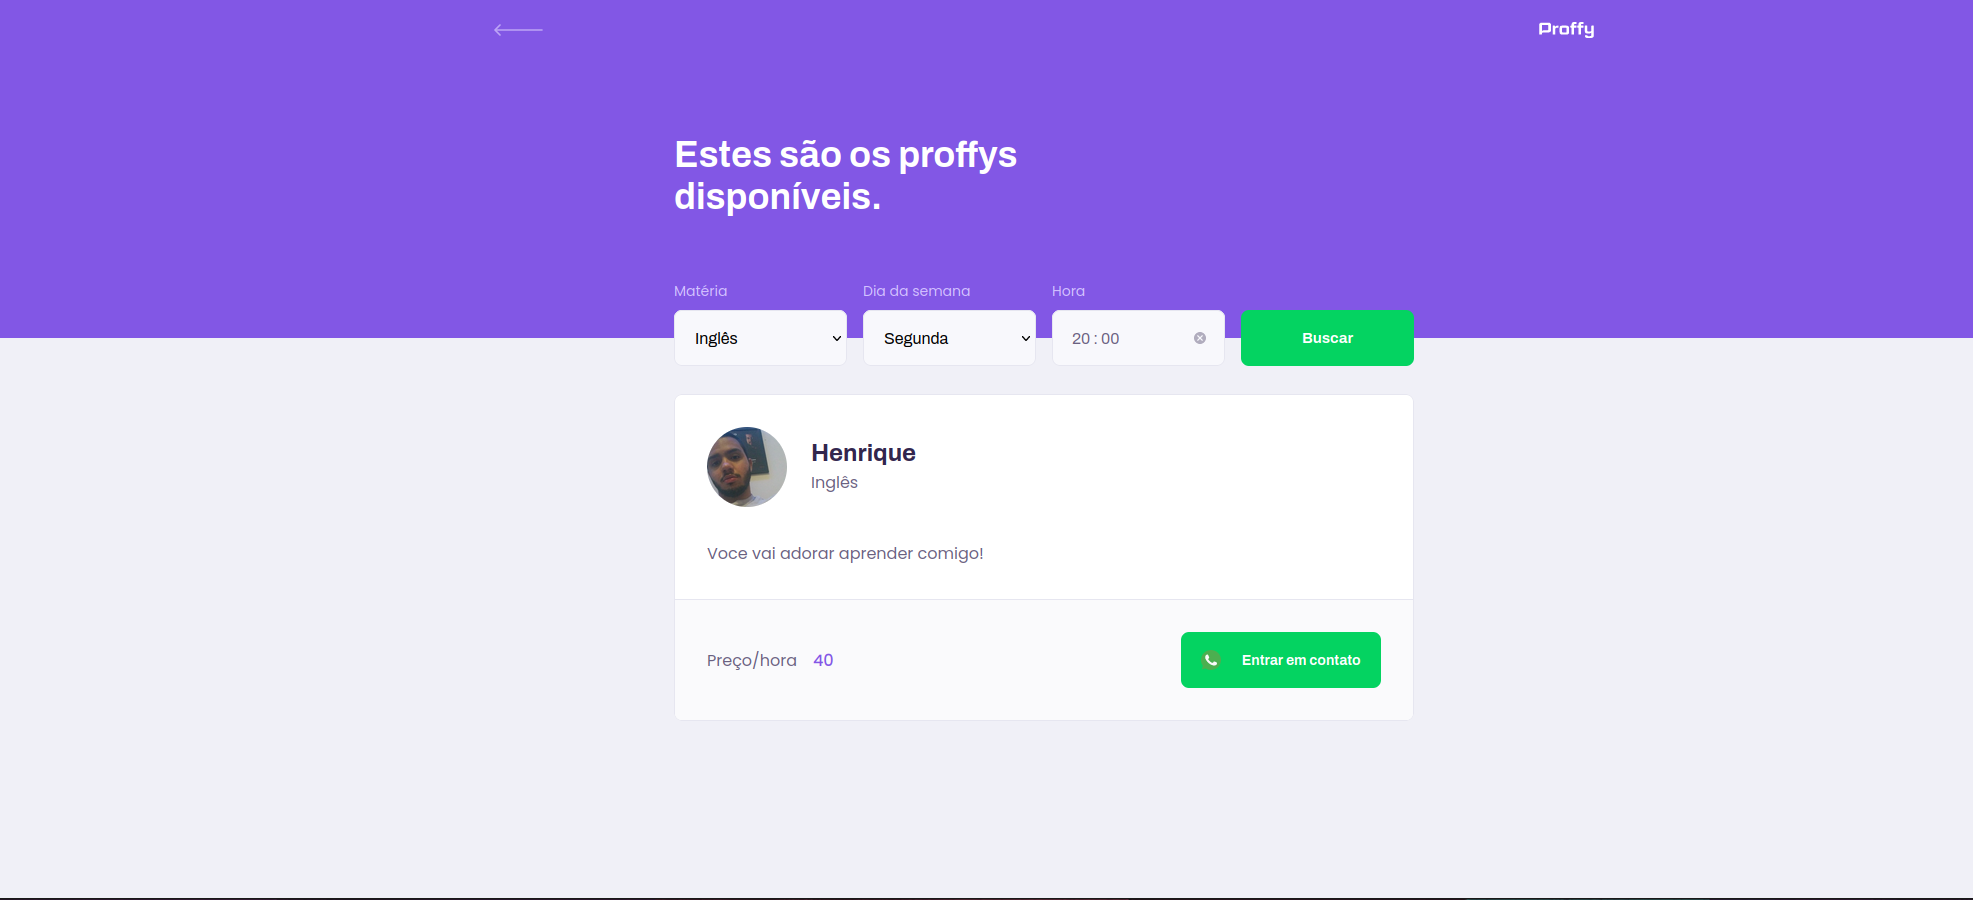 Proffy
Estes são os proffys
disponíveis.
Matéria
Dia da semana
Hora
Inglês
Segunda
20 : 00
Buscar
Henrique
Inglês
Voce vai adorar aprender comigo!
Preço/hora 40
Entrar em contato